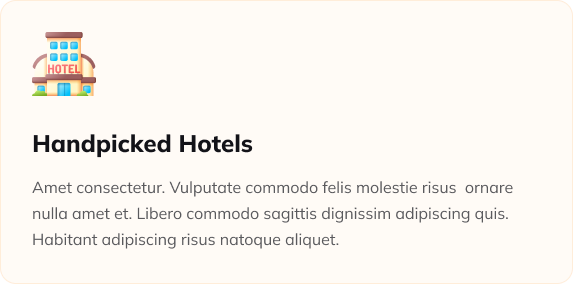 HOTEL
Handpicked Hotels
Amet consectetur. Vulputate commodo felis molestie risus  ornare
nulla amet et. Libero commodo sagittis dignissim adipiscing quis.
Habitant adipiscing risus natoque aliquet.